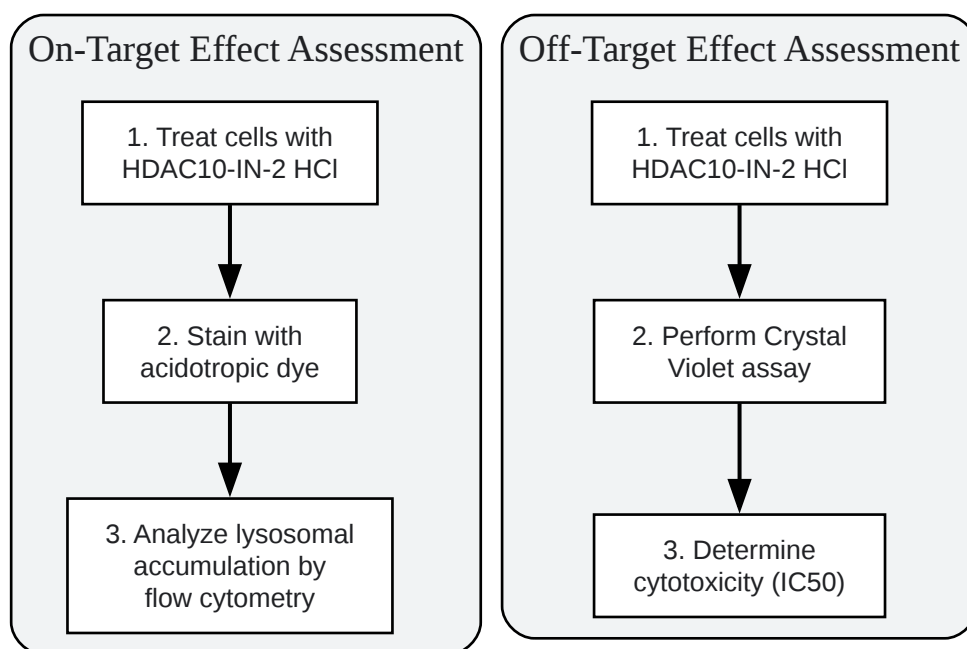 On-Target Effect Assessment
1. Treat cells with
HDAC10-IN-2 HCl
2. Stain with
acidotropic dye
3. Analyze lysosomal
accumulation by
flow cytometry
Off-Target Effect Assessment
1. Treat cells with
HDAC10-IN-2 HCl
2. Perform Crystal
Violet assay
3. Determine
cytotoxicity (IC50)